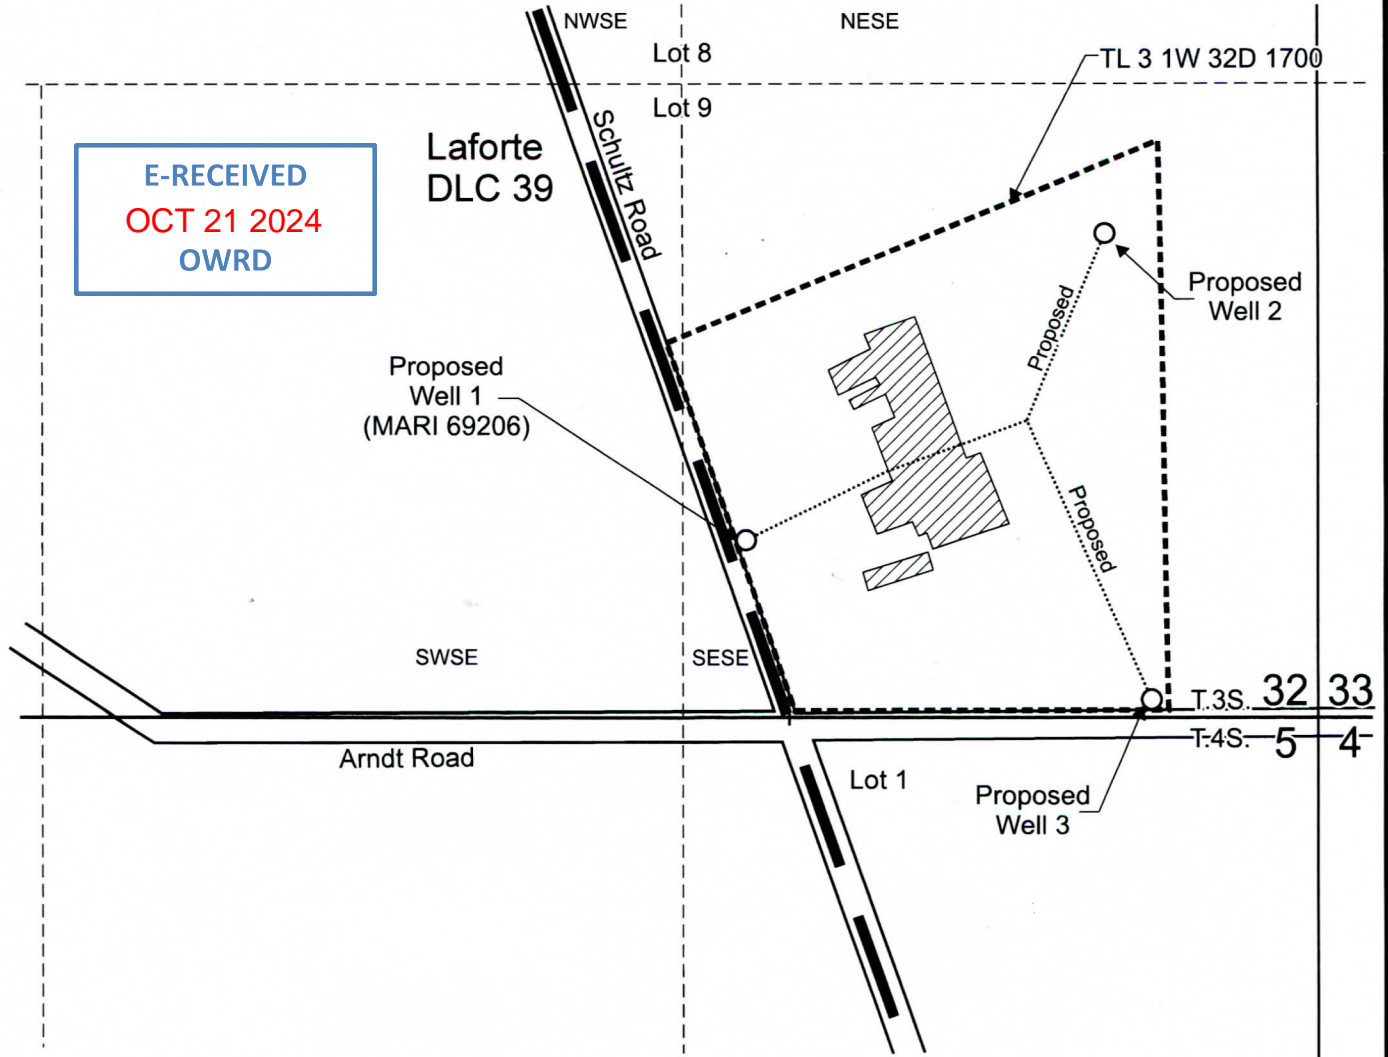 NWSE
NESE
Lot 8
TL 3 1W 32D 1700
Lot 9
Schultz Road
Laforte
DLC 39
E-RECEIVED
OCT 21 2024
OWRD
Proposed
Well 2
Proposed
Proposed
Well 1
(MARI 69206)
Proposed
SWSE
SESE
T.3S. 32 33
T.4S. 5 4
Arndt Road
Lot 1
Proposed
Well 3